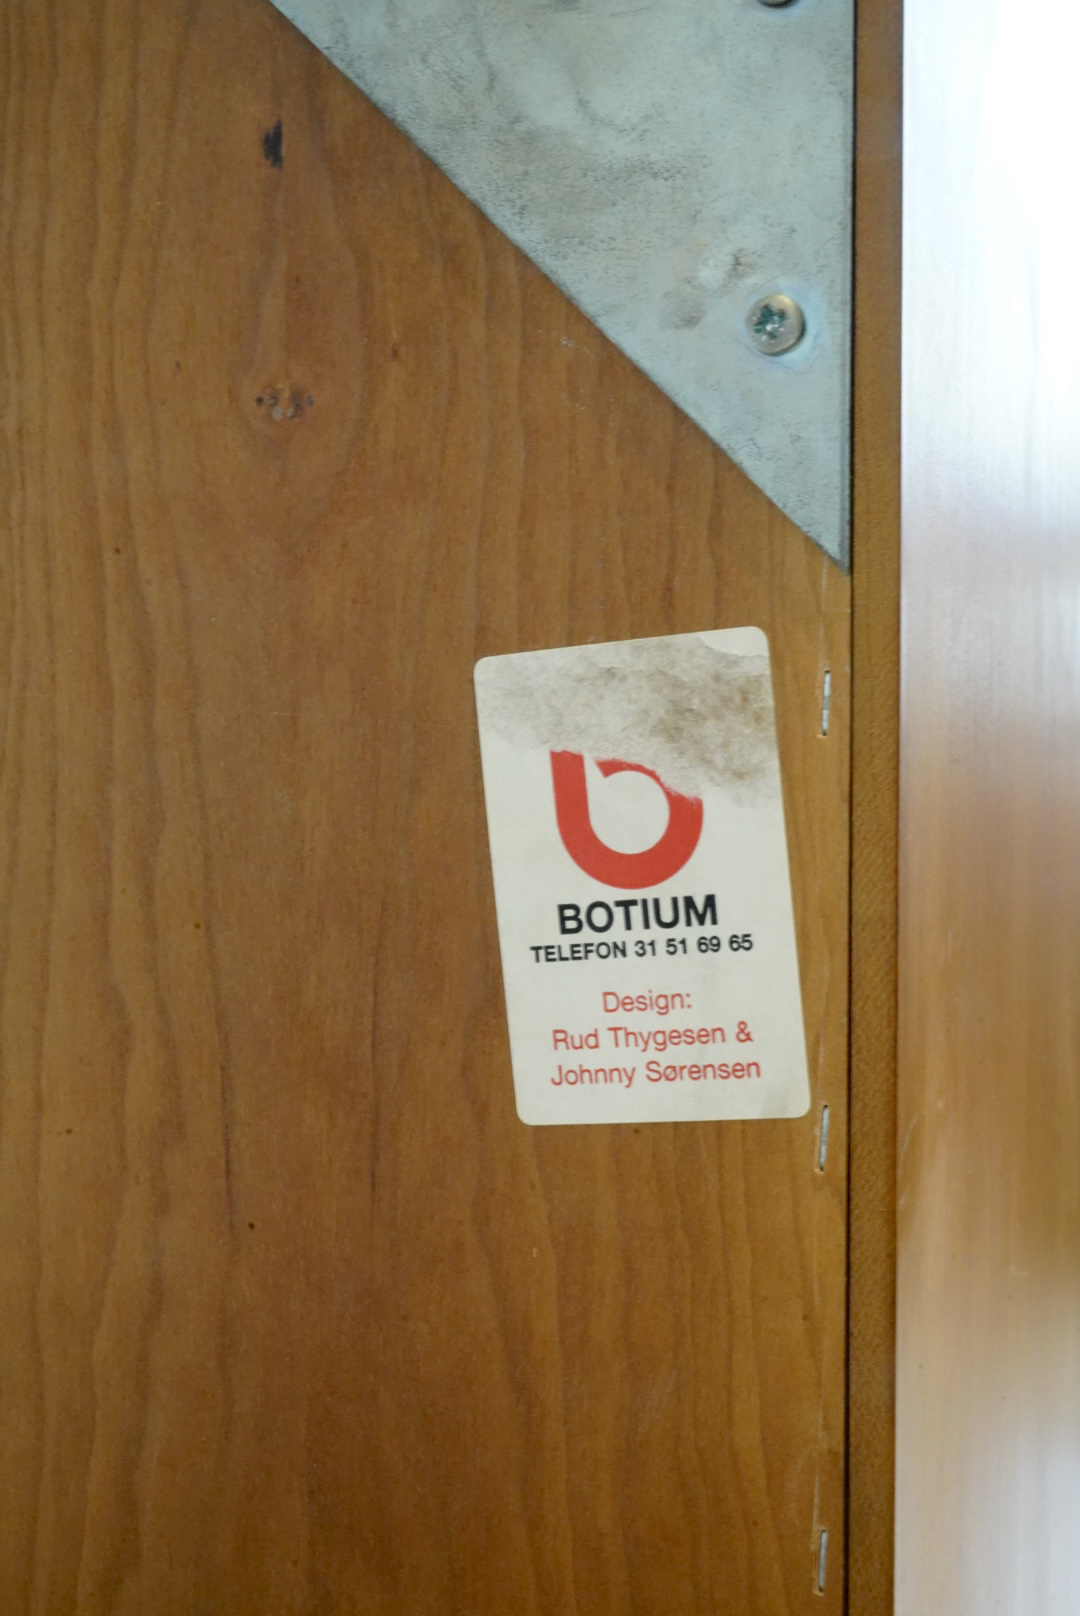 b
BOTIUM
TELEFON 31 51 69 65
Design:
Rud Thygesen &
Johnny Sørensen